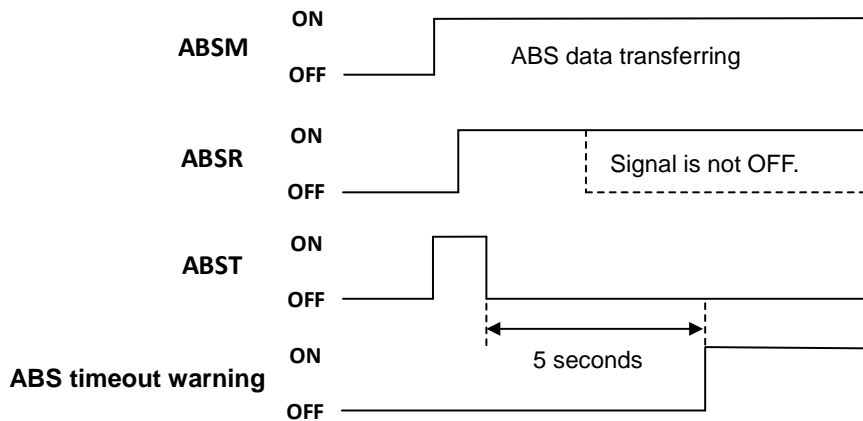 ON
ABSM
ABS data transferring
OFF
ON
ABSR
Signal is not OFF.
OFF
ON
ABST
OFF
ON
5 seconds
ABS timeout warning
OFF